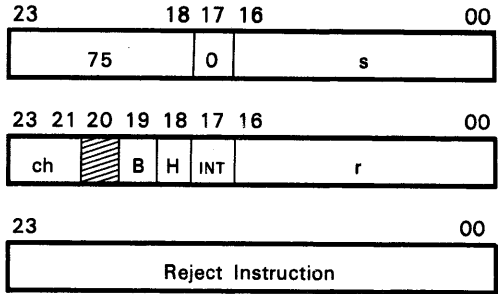 23 18 17 16 00
75 0 s
23 21 20 19 18 17 16 00
ch B H INT r
23 00
Reject Instruction